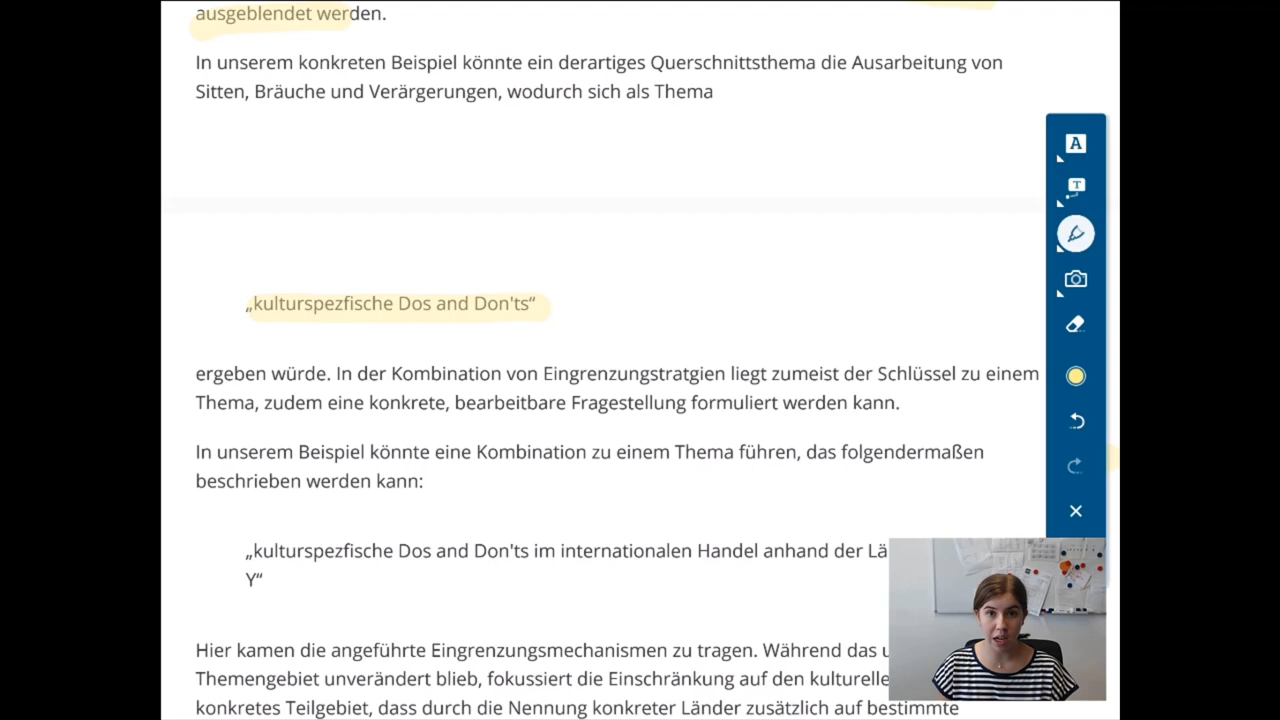 ausgeblendet werden.
In unserem konkreten Beispiel könnte ein derartiges Querschnittsthema die Ausarbeitung von
Sitten, Bräuche und Verärgerungen, wodurch sich als Thema
„kulturspezfische Dos and Don'ts“
ergeben würde. In der Kombination von Eingrenzungstratgien liegt zumeist der Schlüssel zu einem
Thema, zudem eine konkrete, bearbeitbare Fragestellung formuliert werden kann.
In unserem Beispiel könnte eine Kombination zu einem Thema führen, das folgendermaßen
beschrieben werden kann:
„kulturspezfische Dos and Don'ts im internationalen Handel anhand der Lä
Y“
Hier kamen die angeführte Eingrenzungsmechanismen zu tragen. Während das u
Themengebiet unverändert blieb, fokussiert die Einschränkung auf den kulturelle
konkretes Teilgebiet, dass durch die Nennung konkreter Länder zusätzlich auf bestimmte
A
T